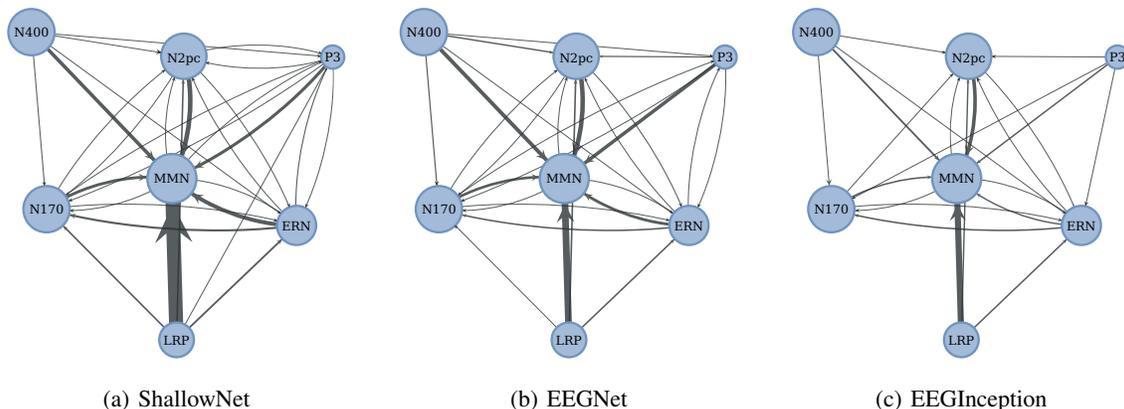 N400 N2pc P3
MMN
N170 ERN
LRP
(a) ShallowNet
N400 N2pc P3
MMN
N170 ERN
LRP
(b) EEGNet
N400 N2pc P3
MMN
N170 ERN
LRP
(c) EEGInception